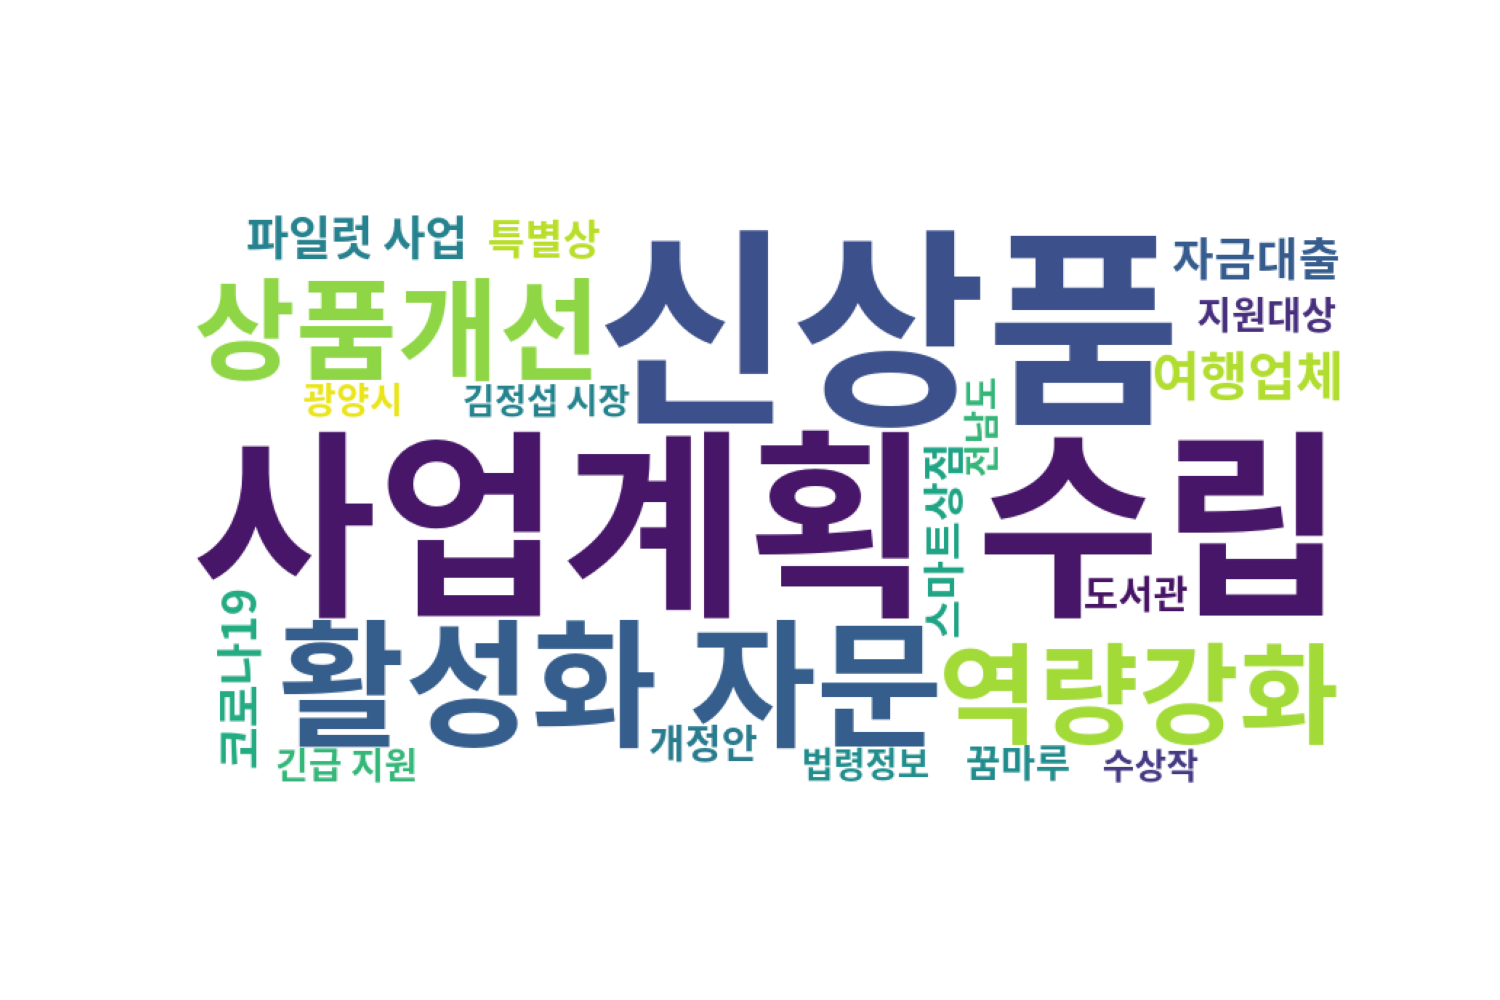 파일럿 사업
특별상
신상품
자금대출
상품개선
지원대상
여행업체
광양시
김정섭 시장
전남도
사업계획 수립
스마트상점
도서관
코로나19
활성화 자문
역량강화
긴급 지원
개정안
법령정보
꿈마루
수상작